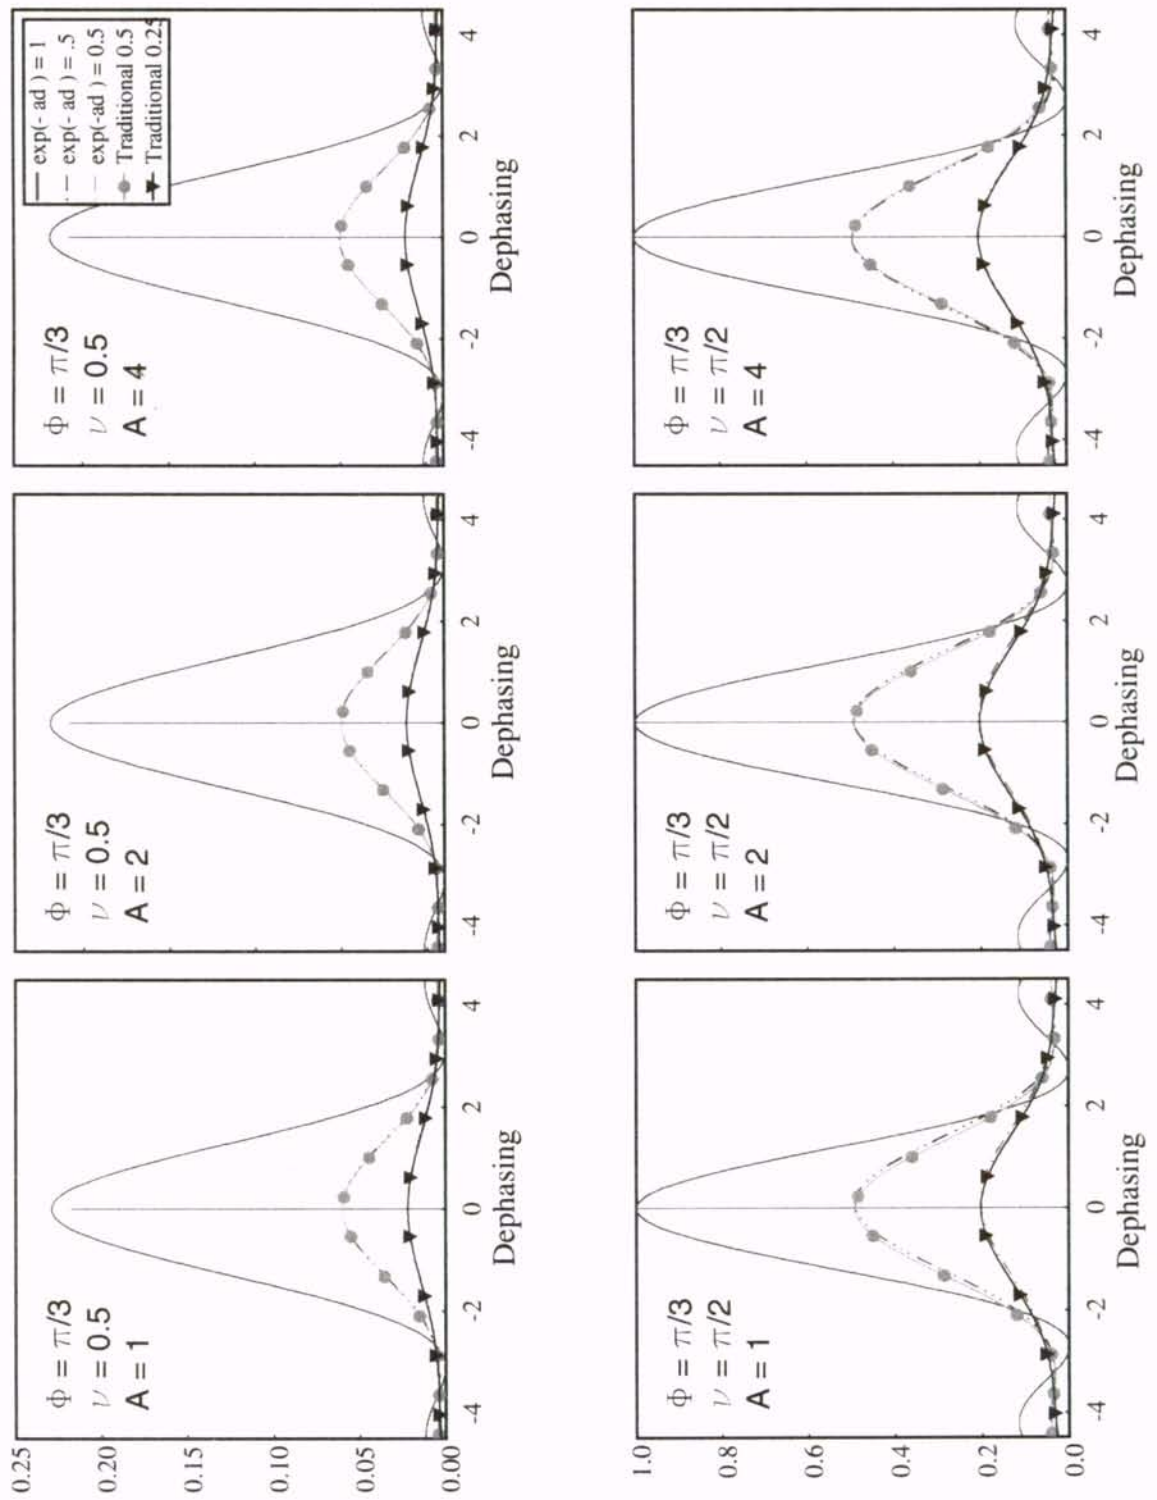 0.25
0.20
0.15
0.10
0.05
0.00
Φ = π/3
ν = 0.5
A = 1
-4 -2 0 2 4
Dephasing
Φ = π/3
ν = 0.5
A = 2
-4 -2 0 2 4
Dephasing
Φ = π/3
ν = 0.5
A = 4
exp(- ad ) = 1
exp(- ad ) = .5
exp(-ad ) = 0.5
Traditional 0.5
Traditional 0.25
-4 -2 0 2 4
Dephasing
1.0
0.8
0.6
0.4
0.2
0.0
Φ = π/3
ν = π/2
A = 1
-4 -2 0 2 4
Dephasing
Φ = π/3
ν = π/2
A = 2
-4 -2 0 2 4
Dephasing
Φ = π/3
ν = π/2
A = 4
-4 -2 0 2 4
Dephasing